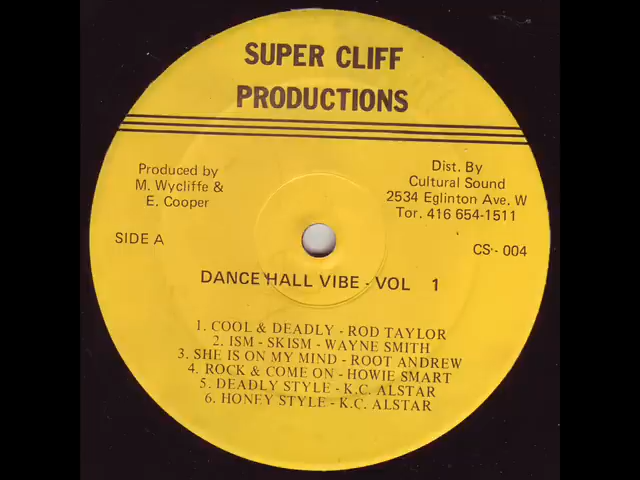 SUPER CLIFF
PRODUCTIONS
Produced by
M. Wycliffe &
E. Cooper
Dist. By
Cultural Sound
2534 Eglinton Ave. W
Tor. 416 654-1511
SIDE A
CS - 004
DANCE HALL VIBE - VOL 1
1. COOL & DEADLY - ROD TAYLOR
2. ISM - SKISM - WAYNE SMITH
3. SHE IS ON MY MIND - ROOT ANDREW
4. ROCK & COME ON - HOWIE SMART
5. DEADLY STYLE - K.C. ALSTAR
6. HONEY STYLE - K.C. ALSTAR